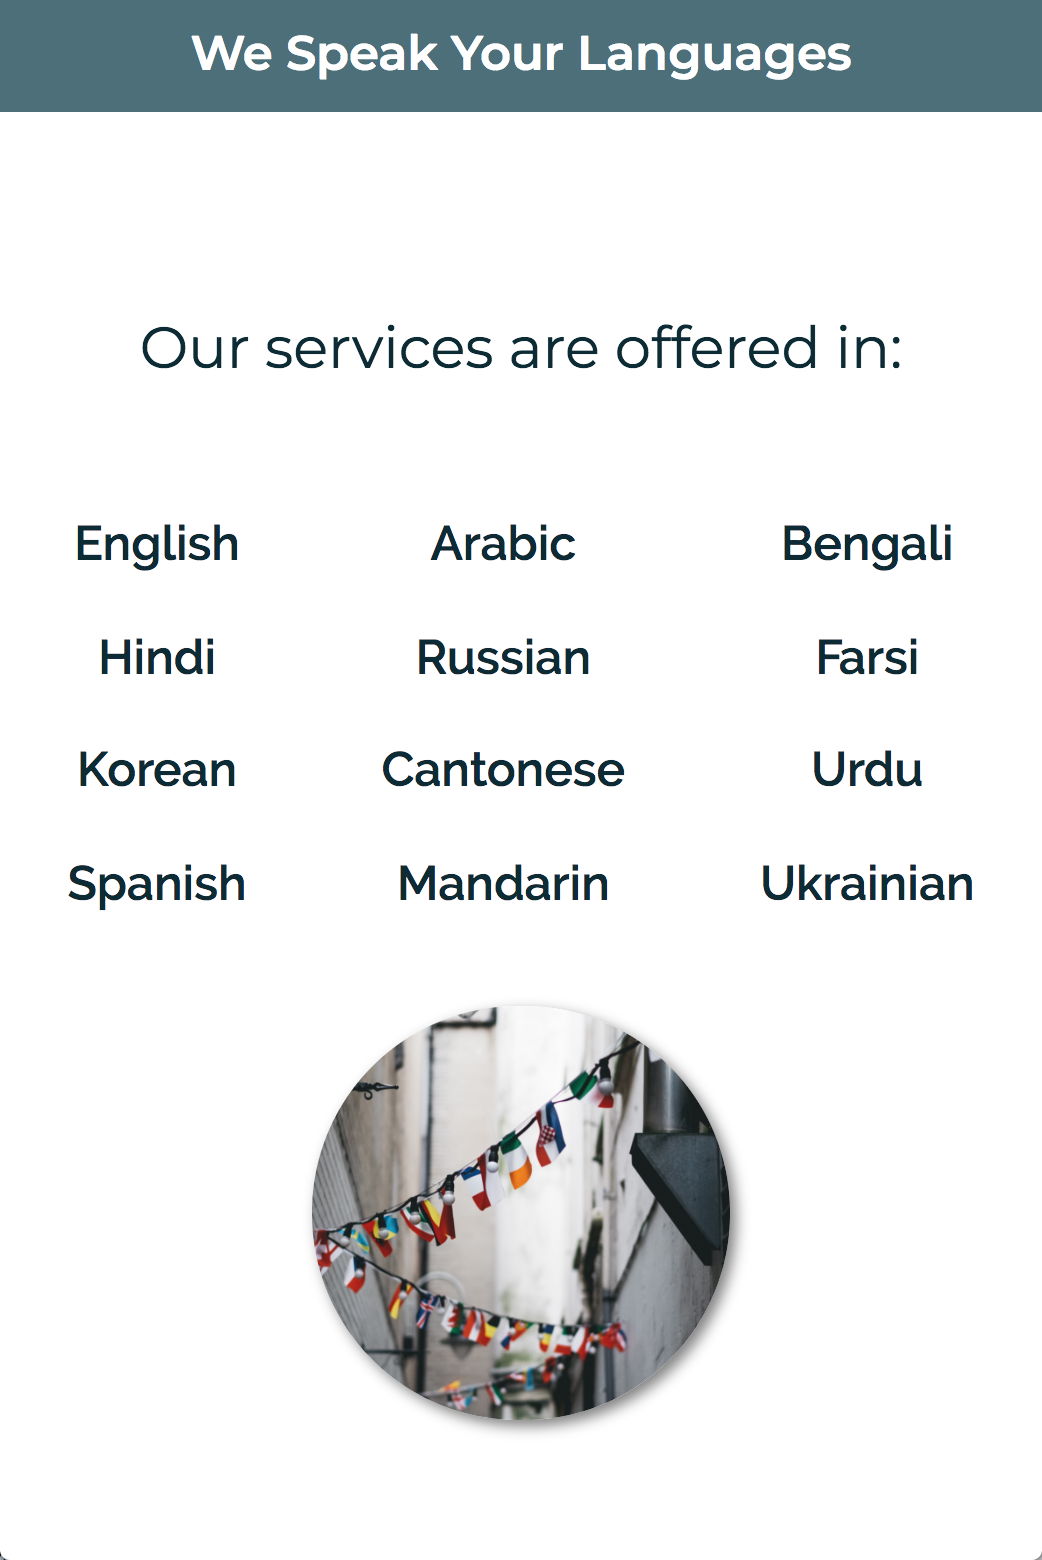 We Speak Your Languages
Our services are offered in:
English Arabic Bengali
Hindi Russian Farsi
Korean Cantonese Urdu
Spanish Mandarin Ukrainian